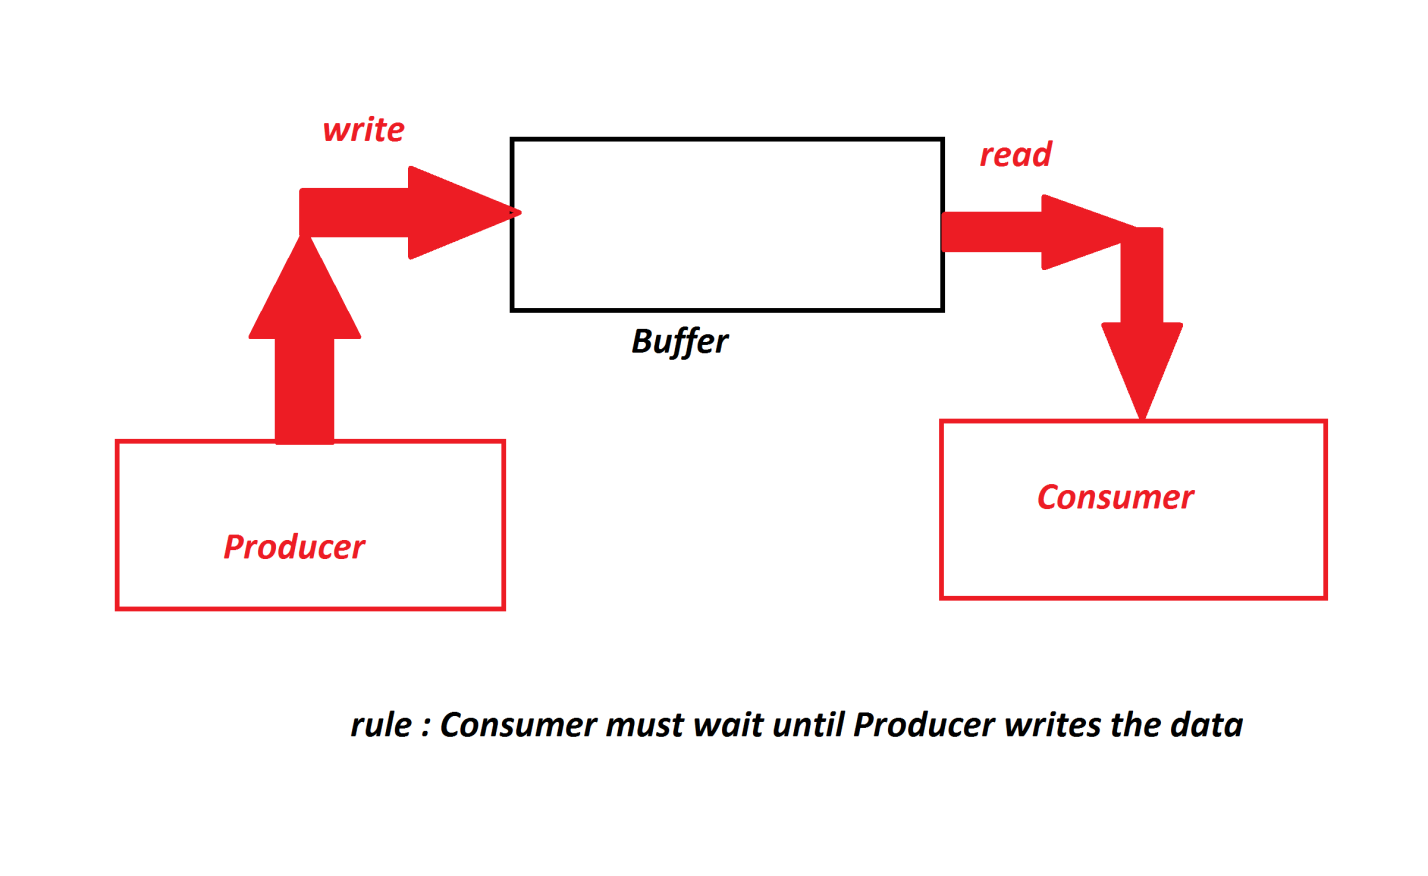 write
read
Buffer
Consumer
Producer
rule : Consumer must wait until Producer writes the data